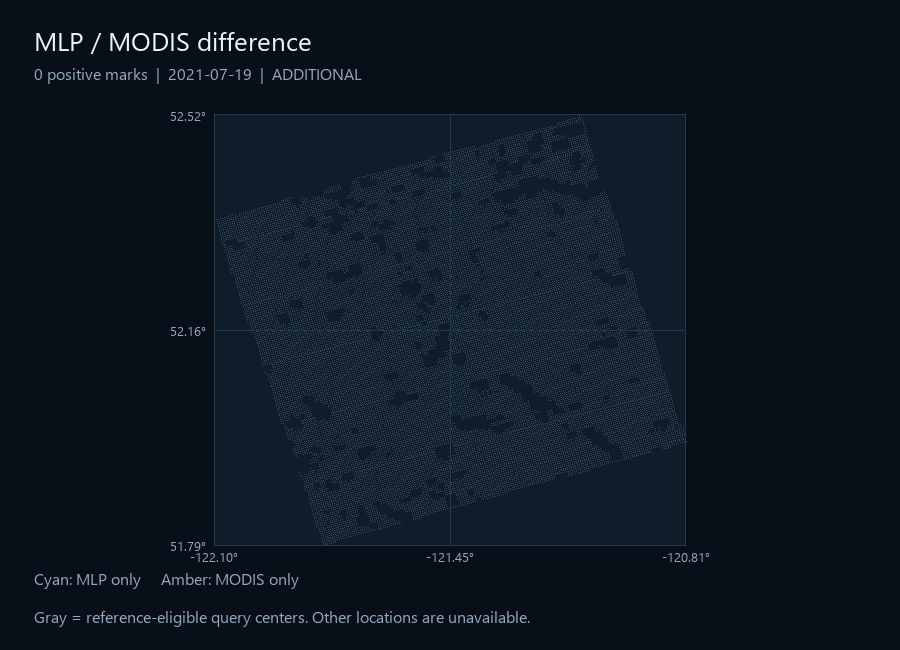 MLP / MODIS difference
0 positive marks | 2021-07-19 | ADDITIONAL
52.52°
52.16°
51.79°
-122.10° -121.45° -120.81°
Cyan: MLP only Amber: MODIS only
Gray = reference-eligible query centers. Other locations are unavailable.